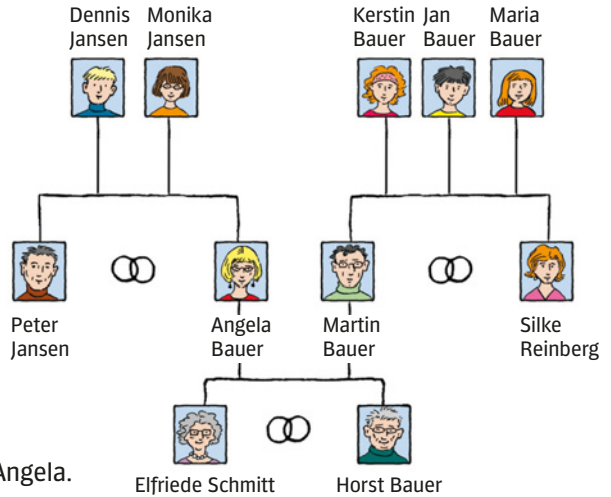 Dennis Jansen
Monika Jansen
Kerstin Bauer
Jan Bauer
Maria Bauer
Peter Jansen
Angela Bauer
Martin Bauer
Silke Reinberg
Angela.
Elfriede Schmitt
Horst Bauer